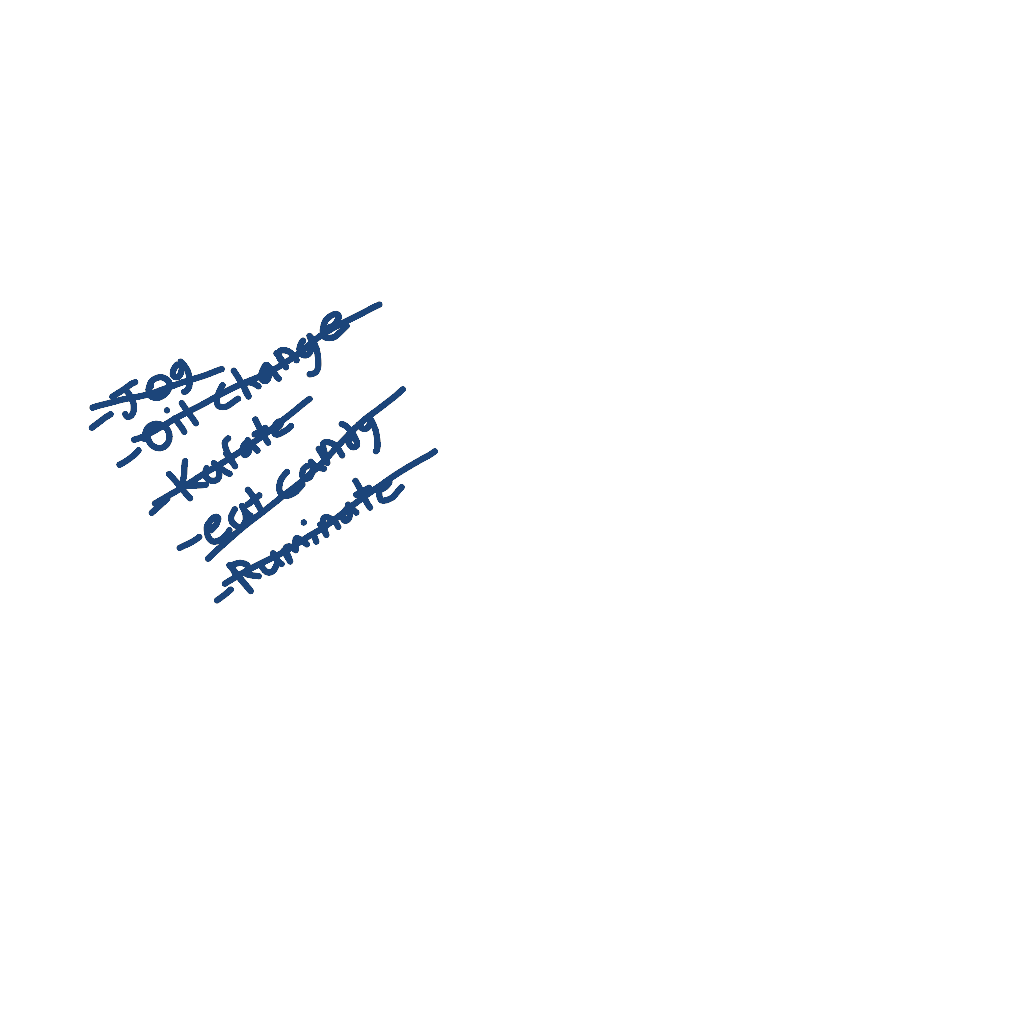 - Jog
- Oil change
- Karate
- eat candy
- Ruminate